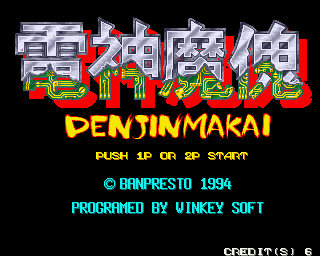 電神魔傀
DENJINMAKAI
PUSH 1P OR 2P START
© BANPRESTO 1994
PROGRAMED BY WINKEY SOFT
CREDIT(S) 6